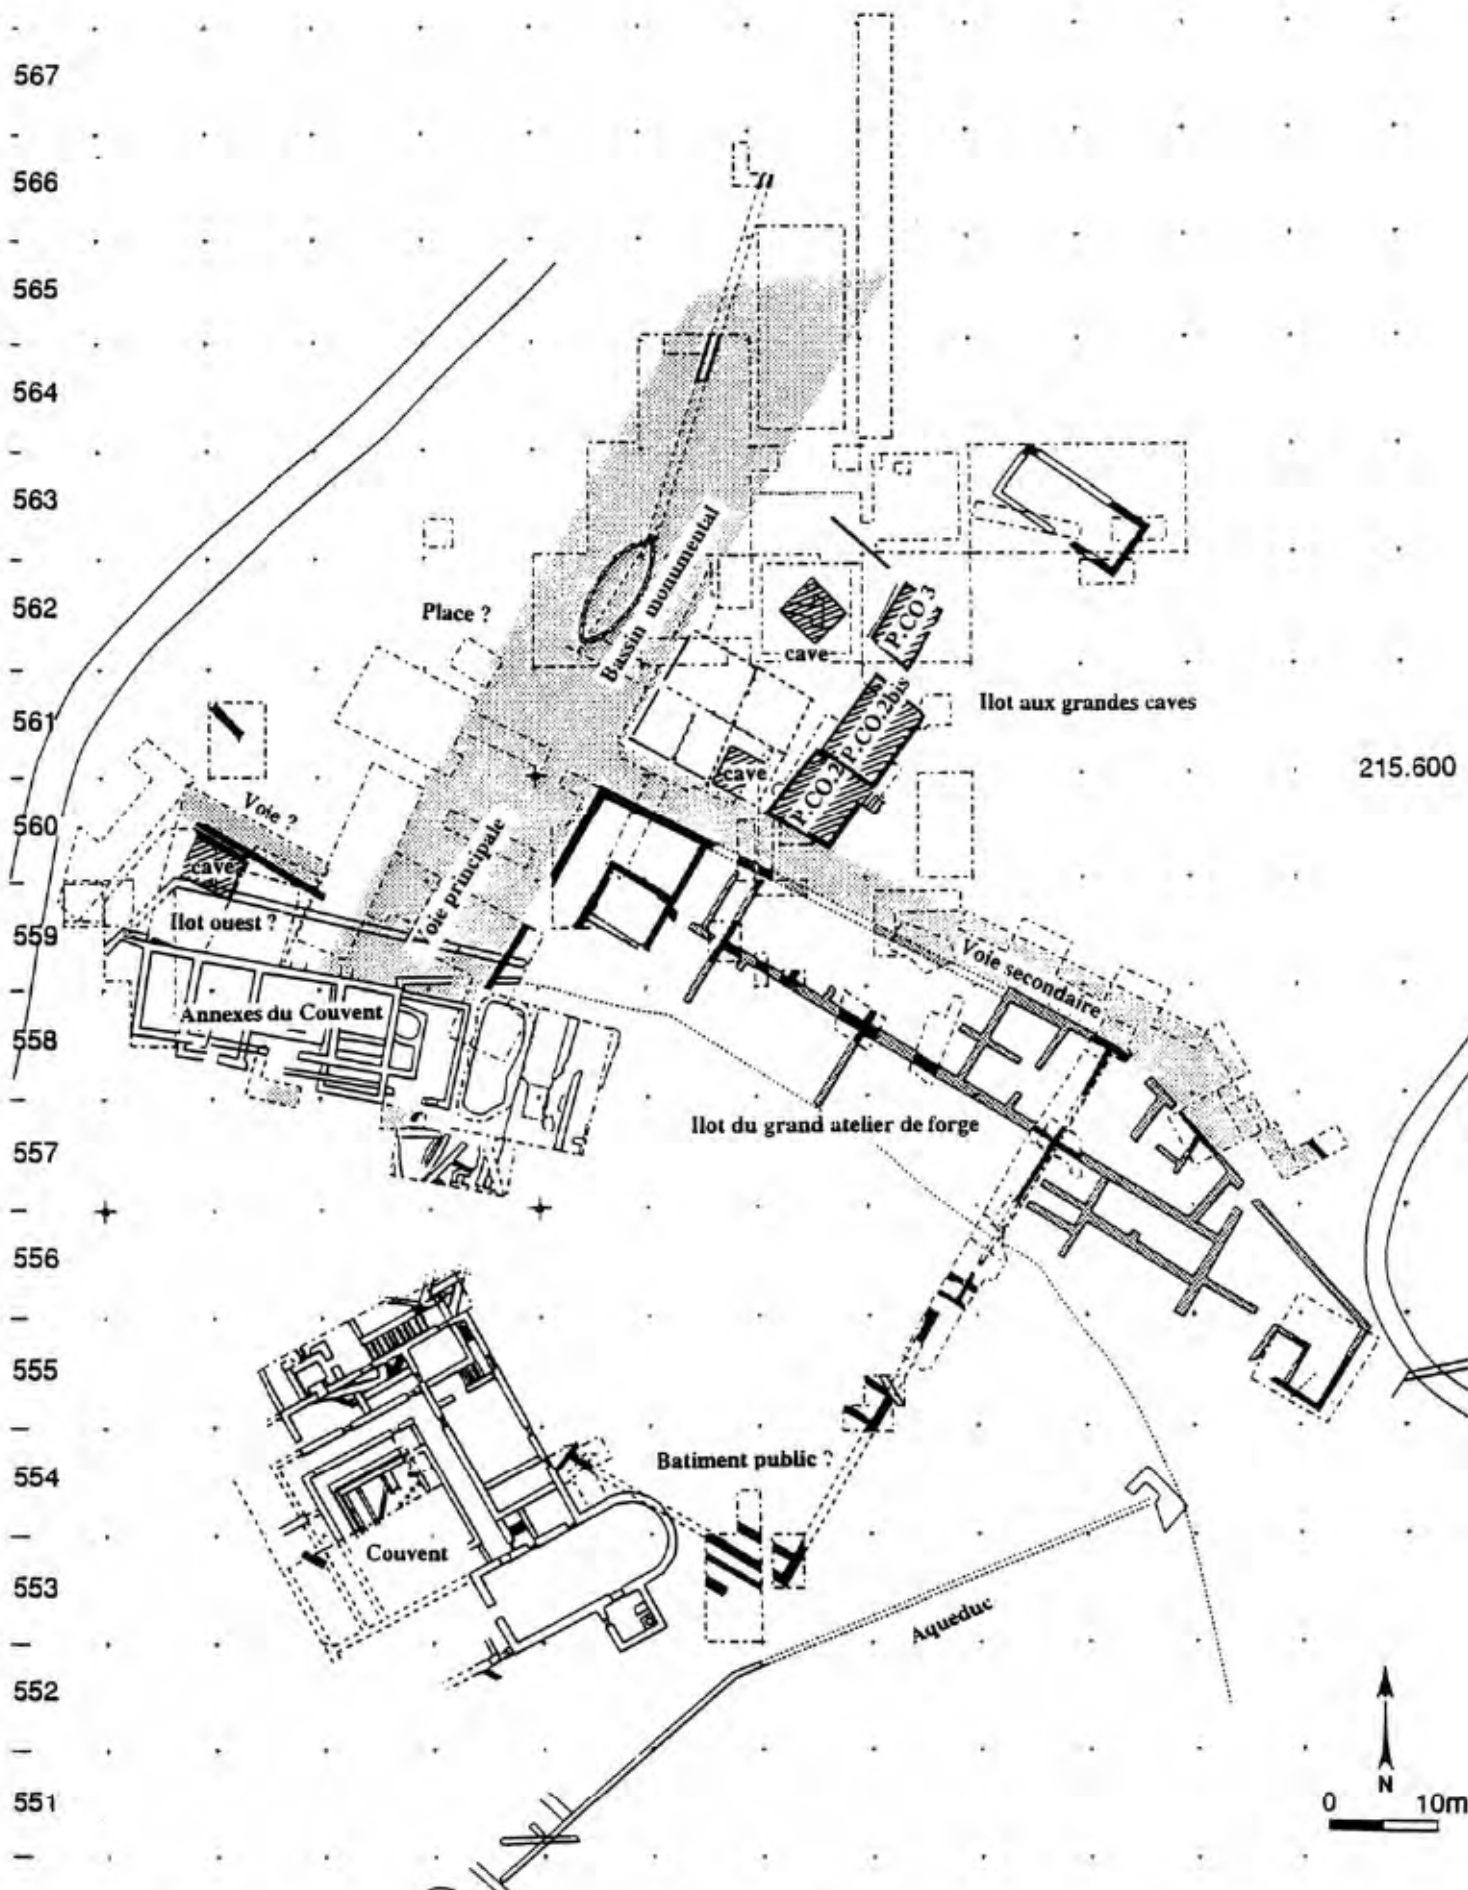 567
566
565
564
563
562
561
560
559
558
557
556
555
554
553
552
551
Bassin monumental
Place ?
cave
P.CO 3
P.CO.2bis
P.CO2
cave
Ilot aux grandes caves
215.600
Voie ?
cave
Voie principale
Ilot ouest ?
Voie secondaire
Annexes du Couvent
Ilot du grand atelier de forge
Batiment public ?
Couvent
Aqueduc
N
0 10m